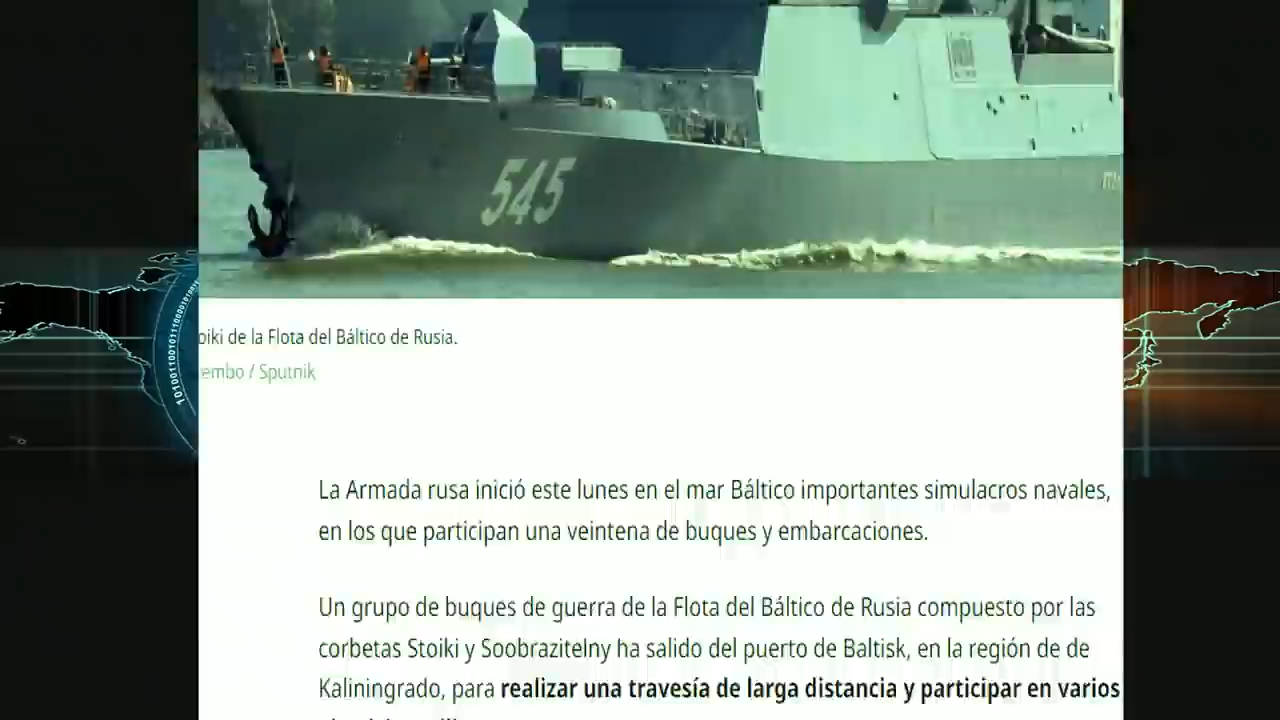 545
oiki de la Flota del Báltico de Rusia.
embo / Sputnik
La Armada rusa inició este lunes en el mar Báltico importantes simulacros navales,
en los que participan una veintena de buques y embarcaciones.
Un grupo de buques de guerra de la Flota del Báltico de Rusia compuesto por las
corbetas Stoiki y Soobrazitelny ha salido del puerto de Baltisk, en la región de de
Kaliningrado, para realizar una travesía de larga distancia y participar en varios